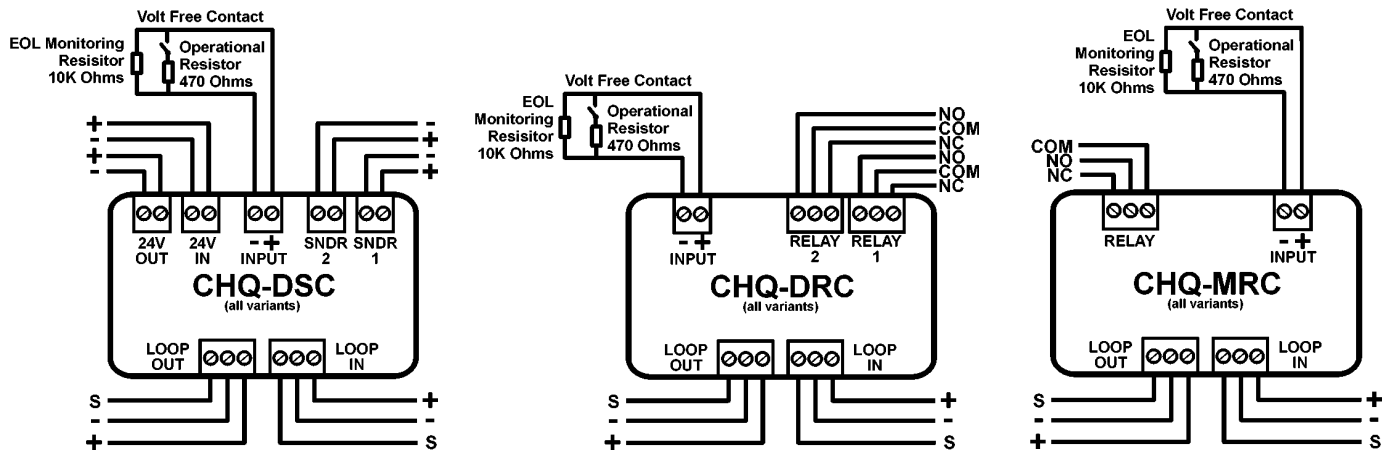 Volt Free Contact
EOL Monitoring
Resisitor
10K Ohms
Operational
Resistor
470 Ohms
+
-
+
-
-
+
-
+
24V
OUT
24V
IN
- +
INPUT
SNDR
2
SNDR
1
CHQ-DSC
(all variants)
LOOP
OUT
LOOP
IN
S
-
+
+
-
S
Volt Free Contact
EOL
Monitoring
Resisitor
10K Ohms
Operational
Resistor
470 Ohms
NO
COM
NC
NO
COM
NC
- +
INPUT
RELAY
2
RELAY
1
CHQ-DRC
(all variants)
LOOP
OUT
LOOP
IN
S
-
+
+
-
S
Volt Free Contact
EOL
Monitoring
Resisitor
10K Ohms
Operational
Resistor
470 Ohms
COM
NO
NC
RELAY
- +
INPUT
CHQ-MRC
(all variants)
LOOP
OUT
LOOP
IN
S
-
+
+
-
S